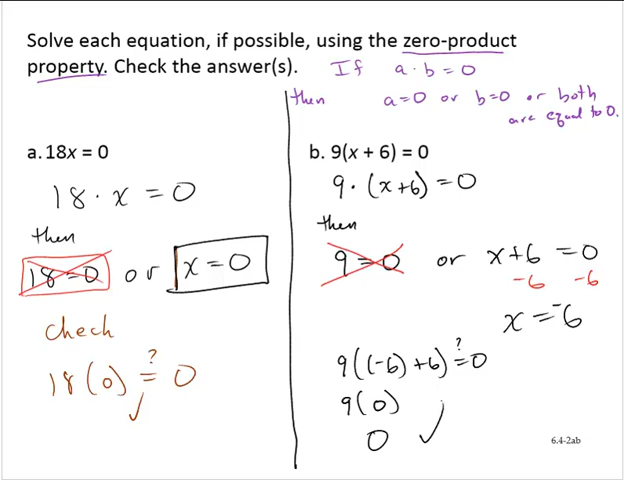 Solve each equation, if possible, using the zero-product
property. Check the answer(s). If a · b = 0
then a=0 or b=0 or both
are equal to 0.
a. 18x = 0
18 · x = 0
then
18 = 0 or x = 0
check
18(0) ?= 0
✓
b. 9(x + 6) = 0
9 · (x+6) = 0
then
9 = 0 or x+6 = 0
-6 -6
x = -6
9((-6)+6) ?= 0
9(0)
0 ✓
6.4-2ab